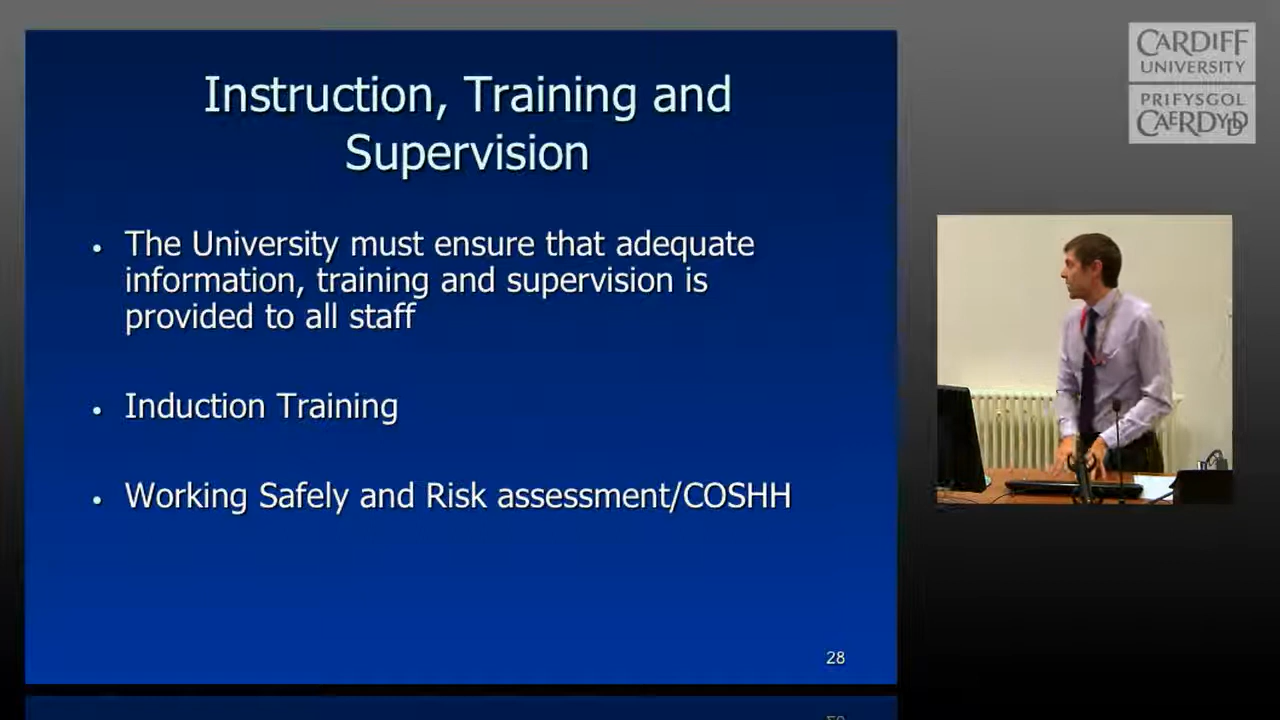 Instruction, Training and
Supervision
• The University must ensure that adequate
information, training and supervision is
provided to all staff
• Induction Training
• Working Safely and Risk assessment/COSHH
28
CARDIFF
UNIVERSITY
PRIFYSGOL
CAERDYDD